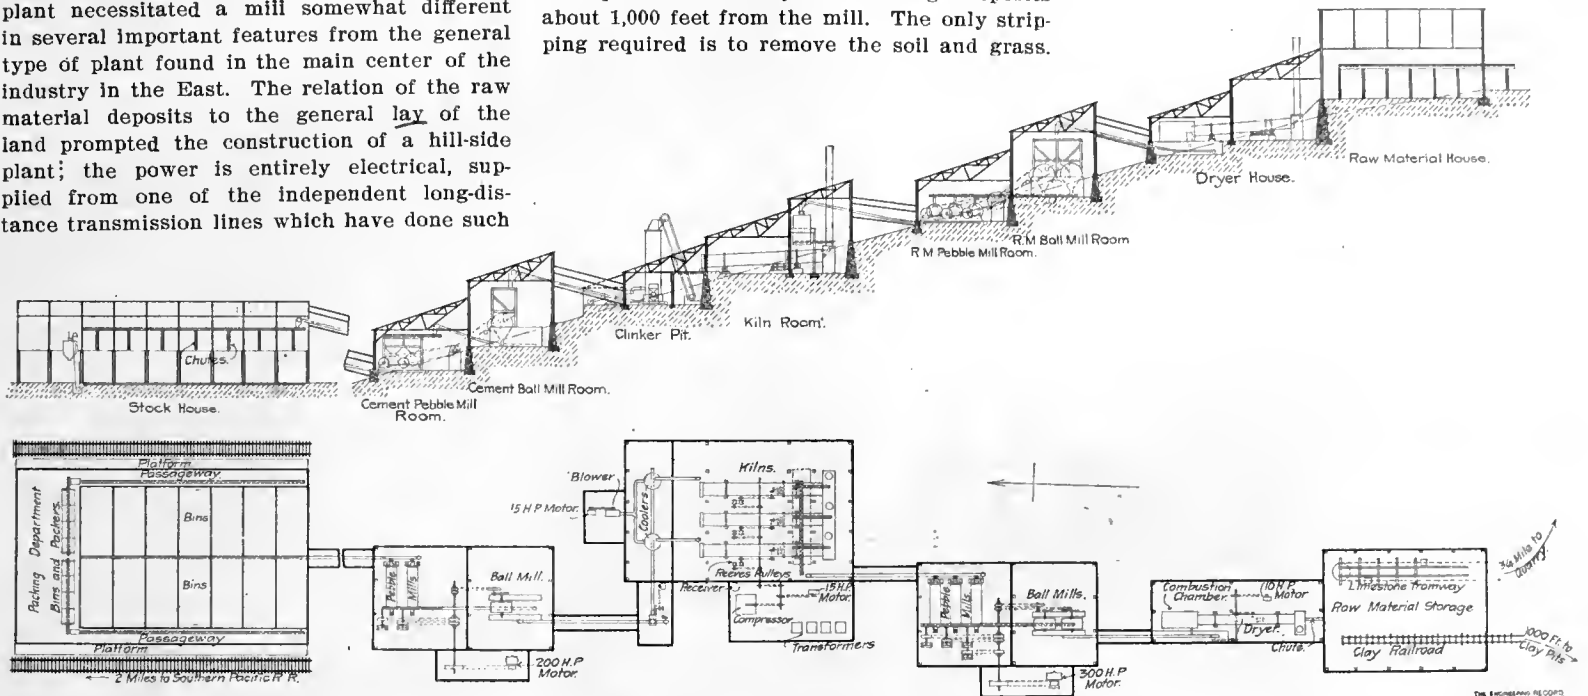 plant necessitated a mill somewhat different
in several important features from the general
type of plant found in the main center of the
industry in the East. The relation of the raw
material deposits to the general lay of the
land prompted the construction of a hill-side
plant; the power is entirely electrical, sup-
plied from one of the independent long-dis-
tance transmission lines which have done such
about 1,000 feet from the mill. The only strip-
ping required is to remove the soil and grass.
Raw Material House.
Dryer House.
R.M Ball Mill Room
R M Pebble Mill Room.
Kiln Room.
Clinker Pit.
Cement Ball Mill Room.
Cement Pebble Mill
Room.
Chutes.
Stock House.
Platform
Passageway.
Packing Department
Bins and Packers.
Bins
Bins
Passageway
Platform
2 Miles to Southern Pacific R R.
Pebble
Mills
Ball Mill.
200 H.P
Motor.
Blower
15 H P Motor.
Coolers
Kilns.
Reeves Pulleys
Receiver
15 H.P.
Motor.
Compressor
Transformers
Pebble
Mills.
Ball Mills.
300 H.P
Motor.
Combustion
Chamber.
10 H.P
Motor
Dryer.
Chute.
2 Limestone Tramway
Raw Material Storage
Clay Railroad
3/4 Mile to
Quarry.
1000 Ft to
Clay Pits
THE ENGINEERING RECORD.